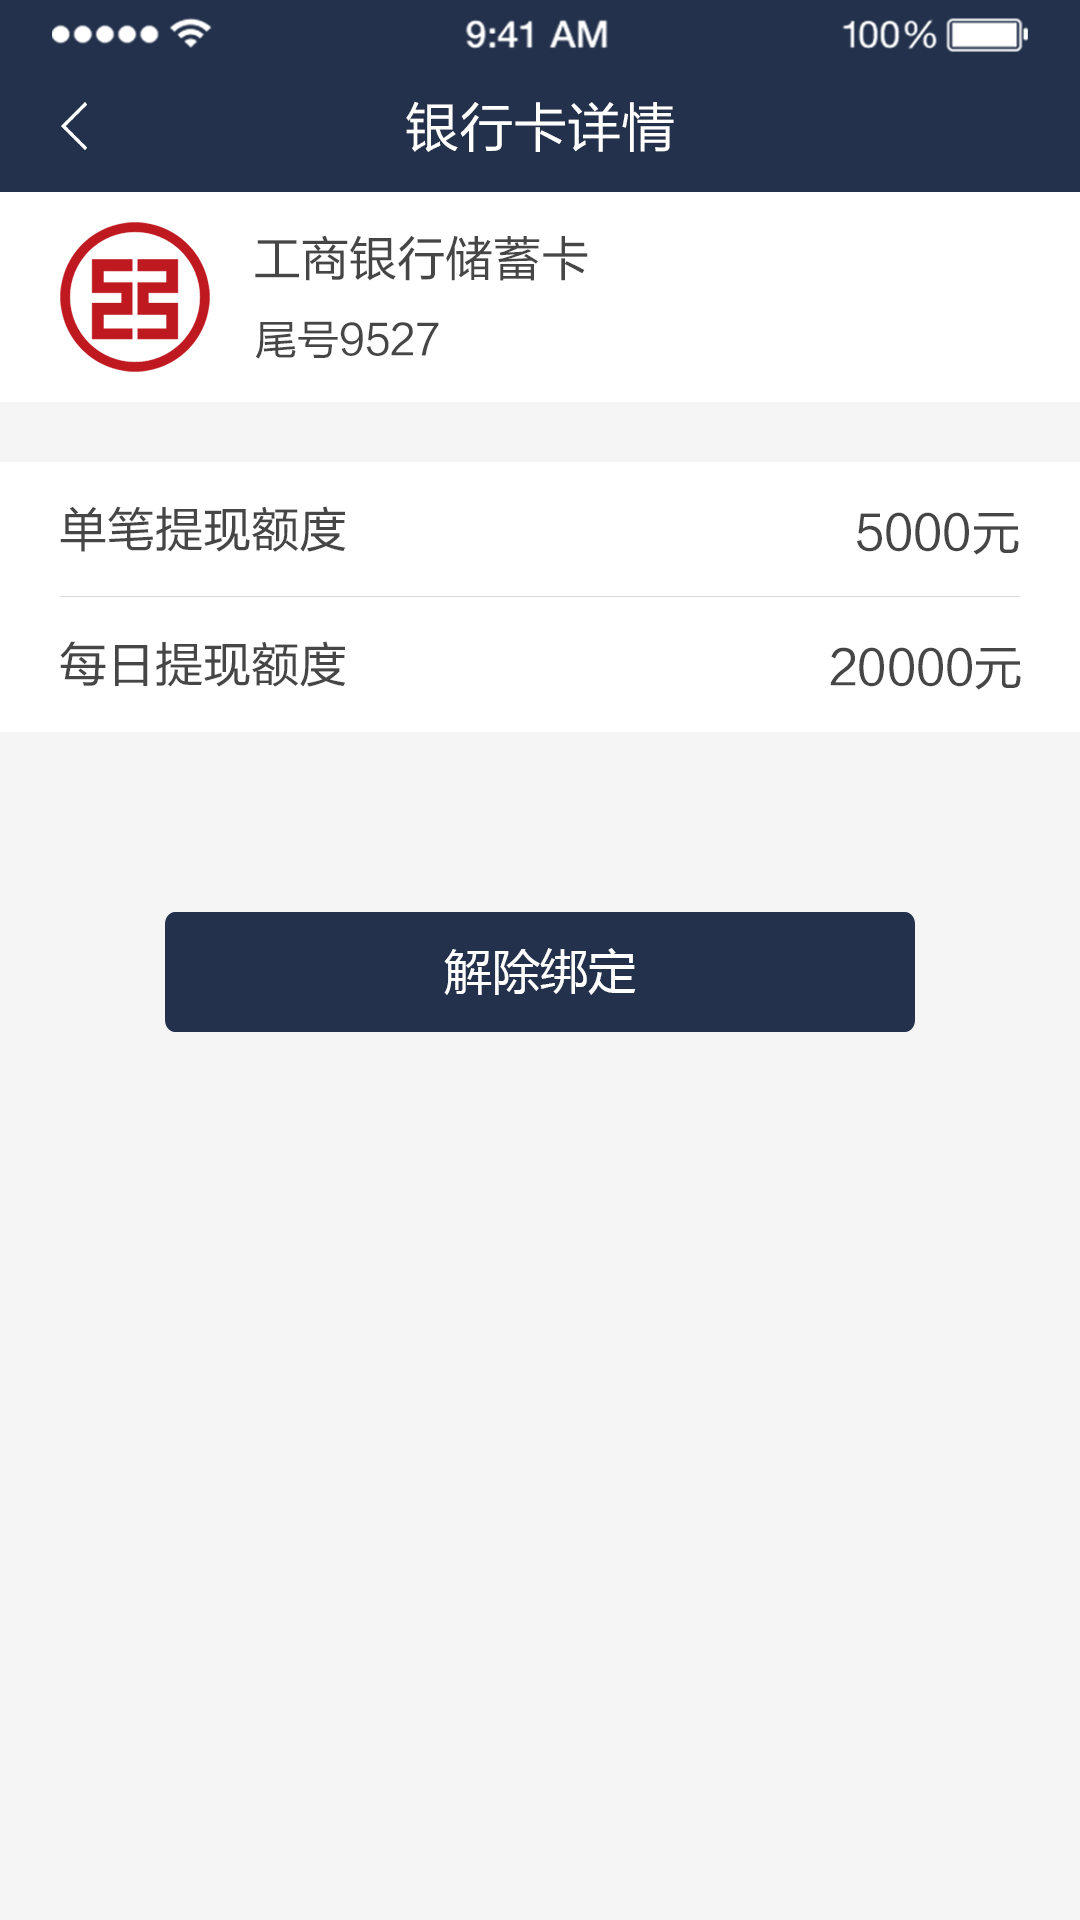 9:41 AM
100%
银行卡详情
工商银行储蓄卡
尾号9527
单笔提现额度
5000元
每日提现额度
20000元
解除绑定